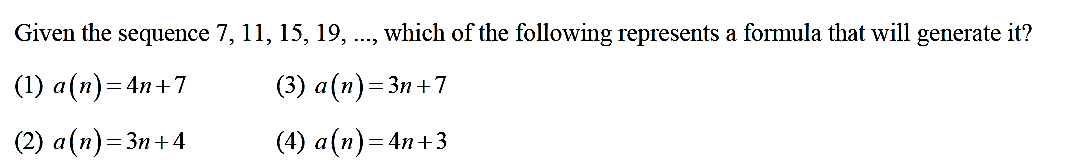 Given the sequence 7, 11, 15, 19, ..., which of the following represents a formula that will generate it?
(1) a(n)=4n+7 (3) a(n)=3n+7
(2) a(n)=3n+4 (4) a(n)=4n+3